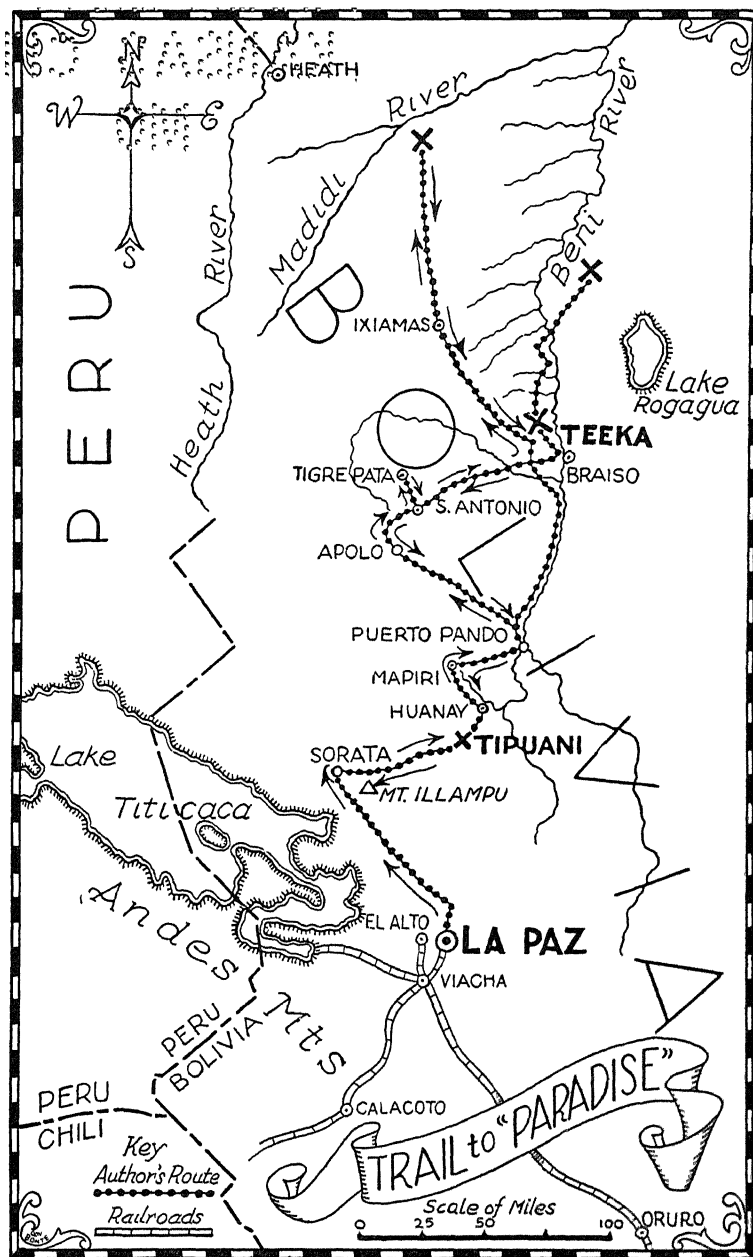 N
W
E
S
HEATH
River
River
River
Madidi
Beni
PERU
Heath
B
O
L
I
V
I
A
IXIAMAS
Lake
Rogagua
TEEKA
BRAISO
TIGRE PATA
S. ANTONIO
APOLO
PUERTO PANDO
MAPIRI
HUANAY
TIPUANI
SORATA
MT. ILLAMPU
Lake
Titicaca
Andes
Mts
EL ALTO
LA PAZ
VIACHA
PERU
BOLIVIA
PERU
CHILI
CALACOTO
TRAIL to "PARADISE"
Key
Author's Route
Railroads
Scale of Miles
0 25 50 100
ORURO